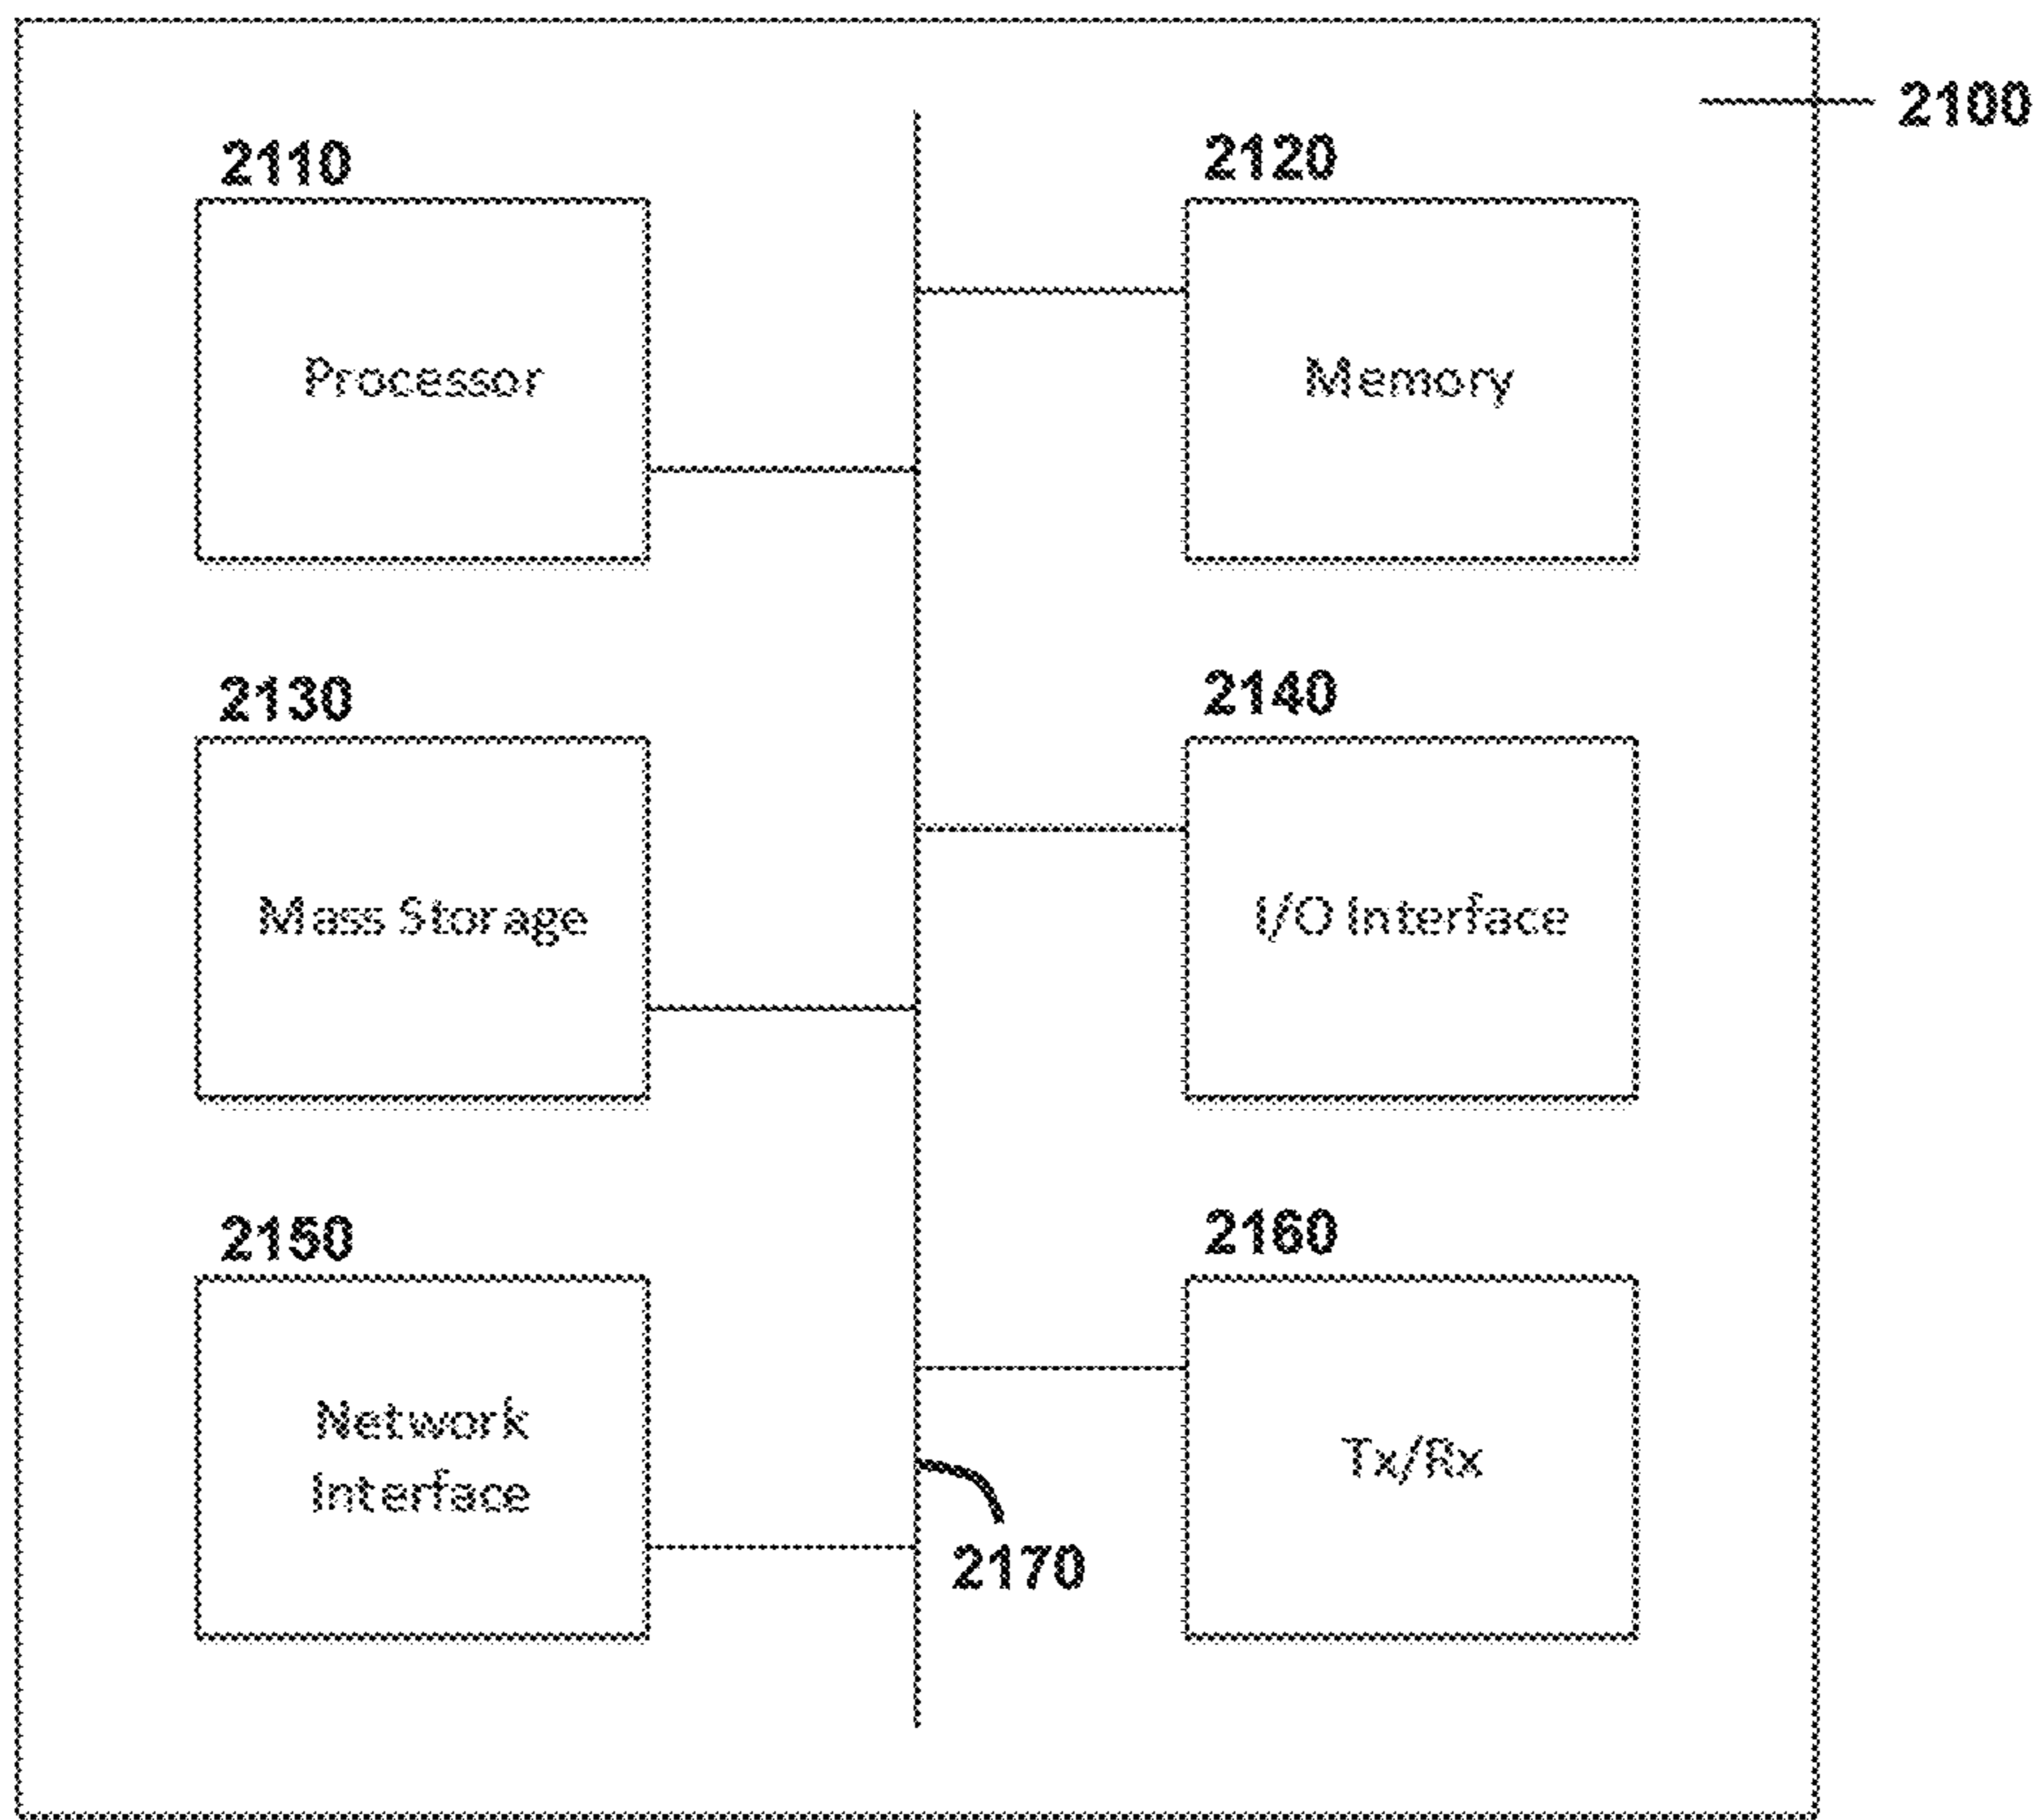 2100
2110
2120
Processor
Memory
2130
2140
Mass Storage
I/O Interface
2150
2160
Network
Interface
Tx/Rx
2170